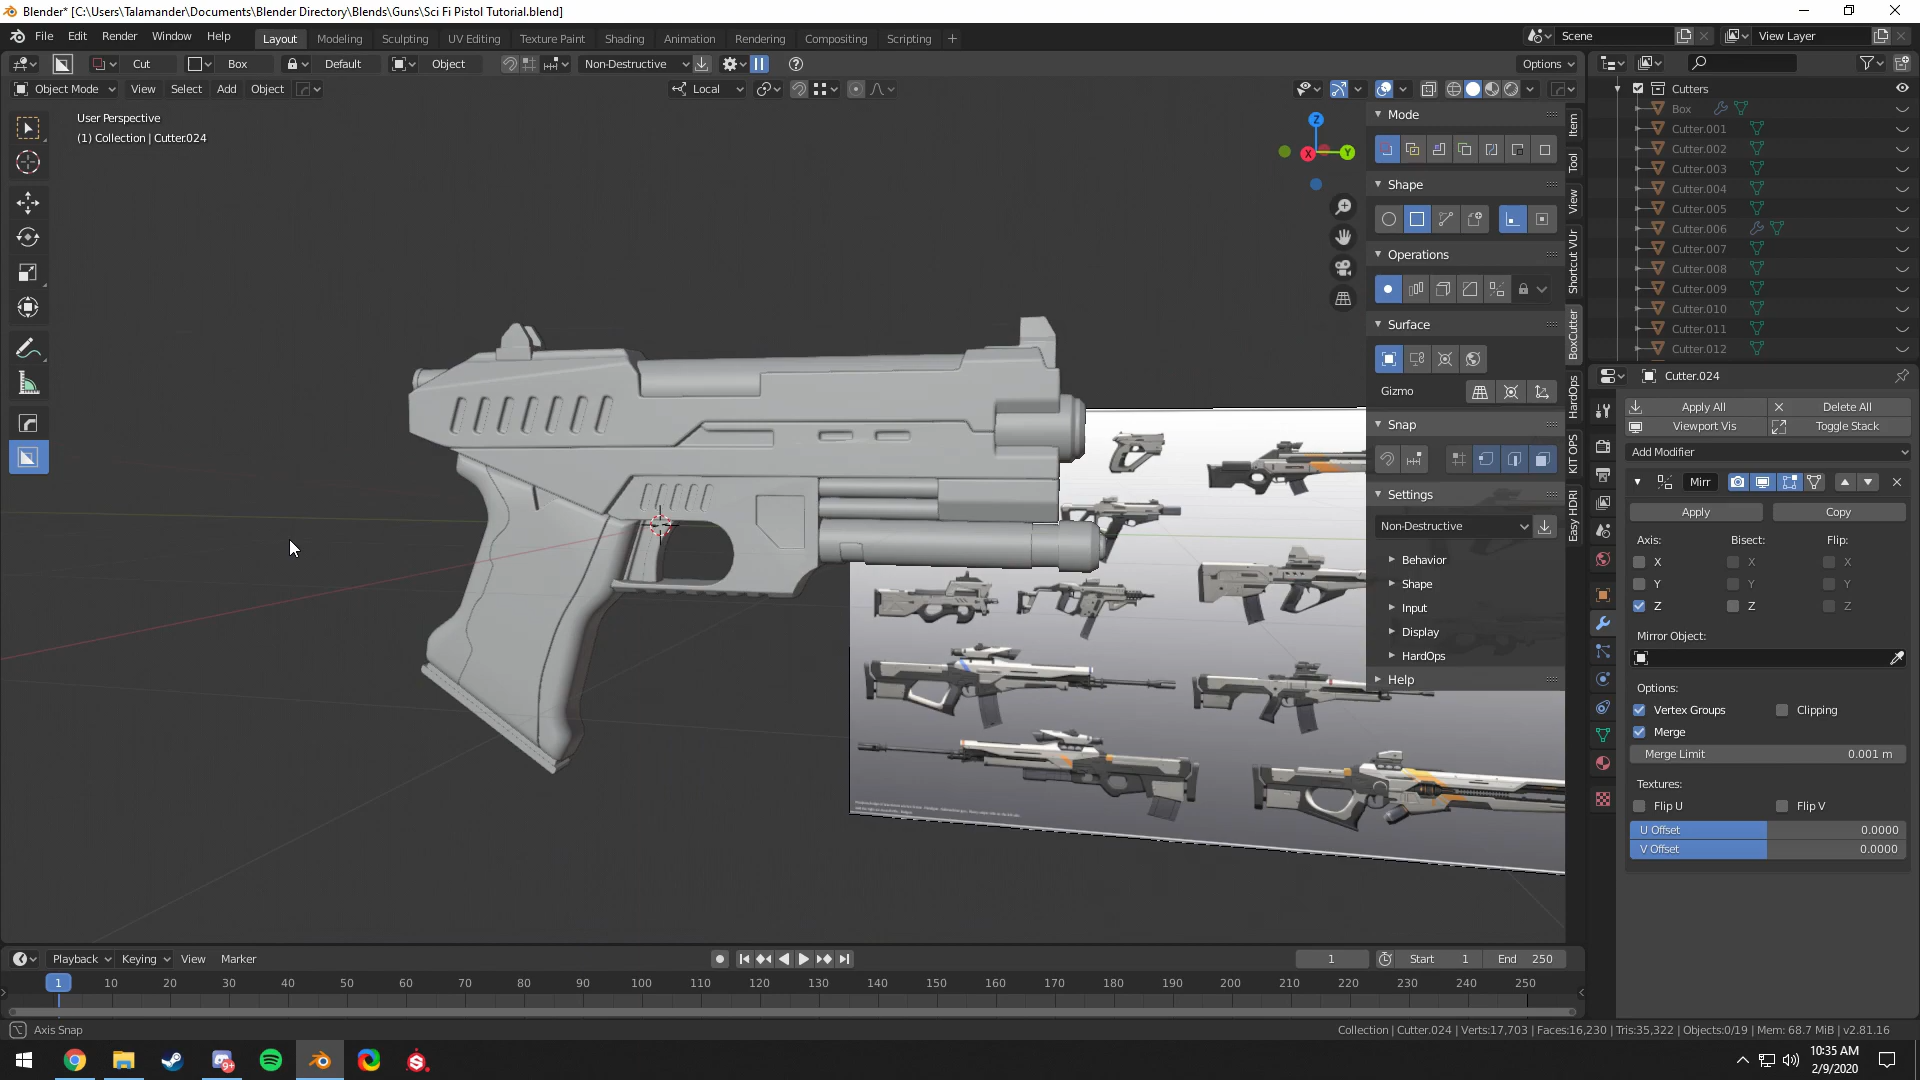 Blender* [C:\Users\Talamander\Documents\Blender Directory\Blends\Guns\Sci Fi Pistol Tutorial.blend]
File Edit Render Window Help Layout Modeling Sculpting UV Editing Texture Paint Shading Animation Rendering Compositing Scripting + Scene View Layer
Cut Box Default Object Non-Destructive Options
Object Mode View Select Add Object Local
User Perspective
(1) Collection | Cutter.024
Z
X
Y
Mode
Shape
Operations
Surface
Gizmo
Snap
Settings
Non-Destructive
Behavior
Shape
Input
Display
HardOps
Help
Item
Tool
View
Shortcut VUr
BoxCutter
HardOps
KIT OPS
Easy HDRI
Cutters
Box
Cutter.001
Cutter.002
Cutter.003
Cutter.004
Cutter.005
Cutter.006
Cutter.007
Cutter.008
Cutter.009
Cutter.010
Cutter.011
Cutter.012
Cutter.024
Apply All Delete All
Viewport Vis Toggle Stack
Add Modifier
Mirr
Apply Copy
Axis: Bisect: Flip:
X X X
Y Y Y
Z Z Z
Mirror Object:
Options:
Vertex Groups Clipping
Merge
Merge Limit 0.001 m
Textures:
Flip U Flip V
U Offset 0.0000
V Offset 0.0000
Playback Keying View Marker 1 Start 1 End 250
1 10 20 30 40 50 60 70 80 90 100 110 120 130 140 150 160 170 180 190 200 210 220 230 240 250
Axis Snap Collection | Cutter.024 | Verts:17,703 | Faces:16,230 | Tris:35,322 | Objects:0/19 | Mem: 68.7 MiB | v2.81.16
9+
S
10:35 AM
2/9/2020